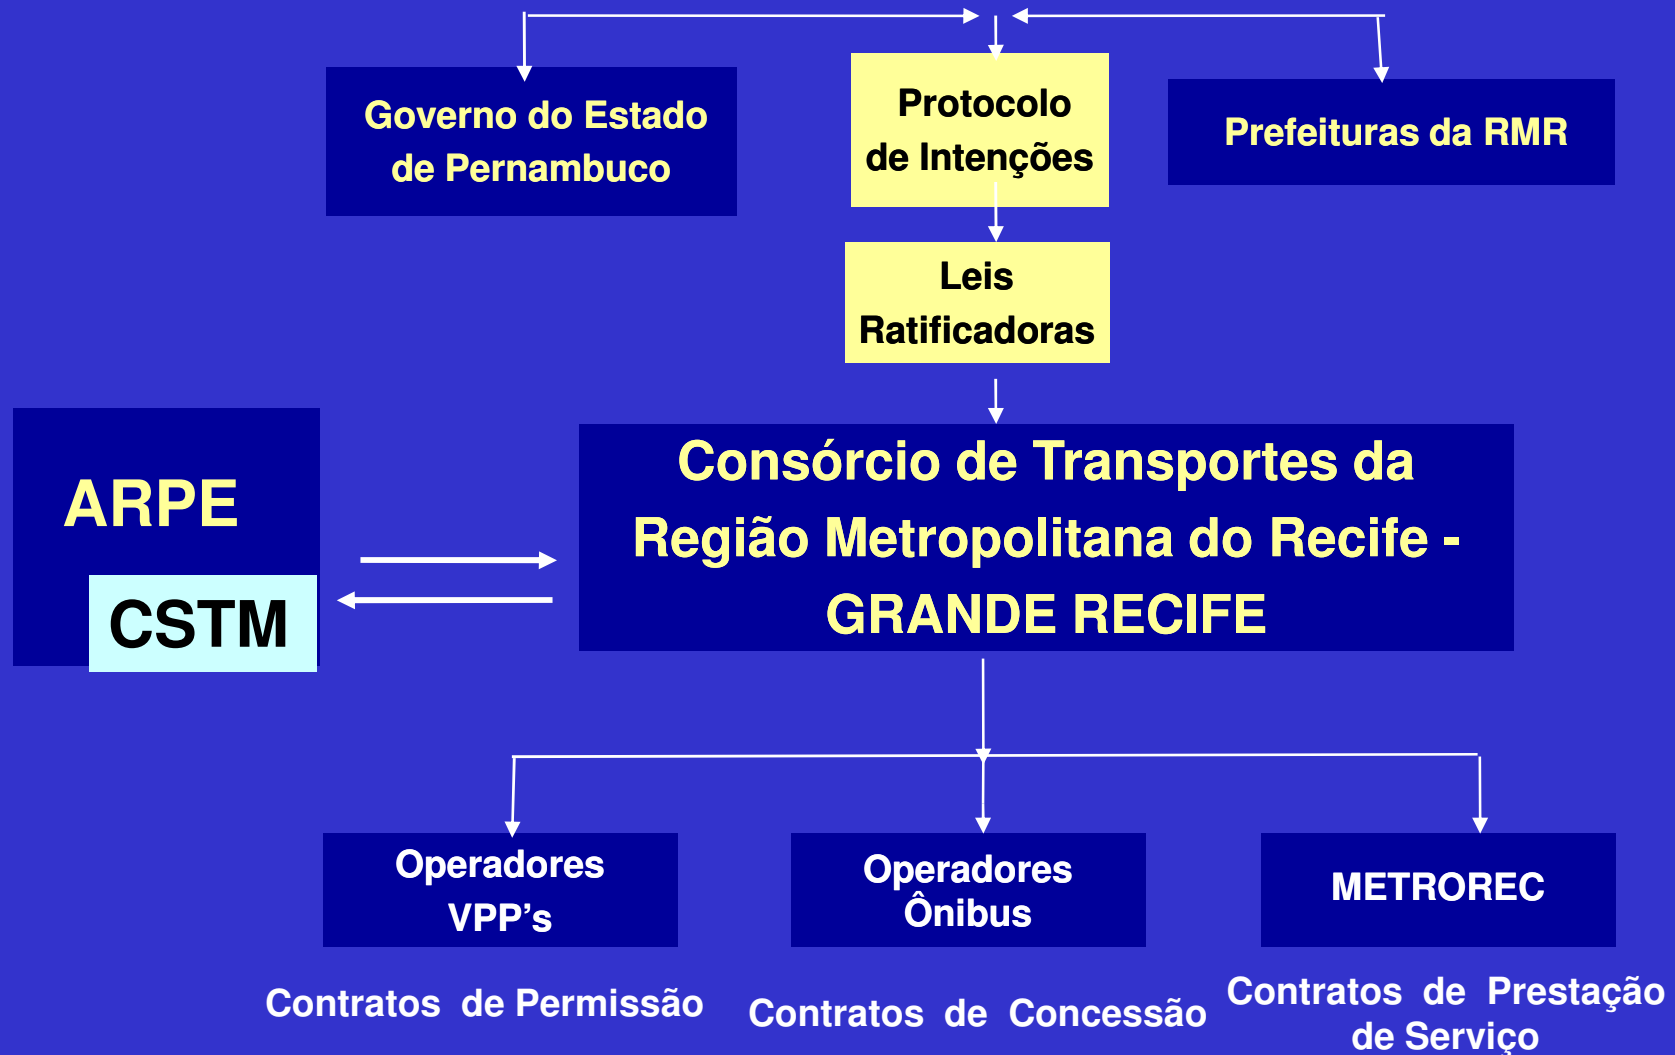 Governo do Estado
de Pernambuco
Protocolo
de Intenções
Prefeituras da RMR
Leis
Ratificadoras
ARPE
CSTM
Consórcio de Transportes da
Região Metropolitana do Recife -
GRANDE RECIFE
Operadores
VPP's
Operadores
Ônibus
METROREC
Contratos de Permissão
Contratos de Concessão
Contratos de Prestação
de Serviço